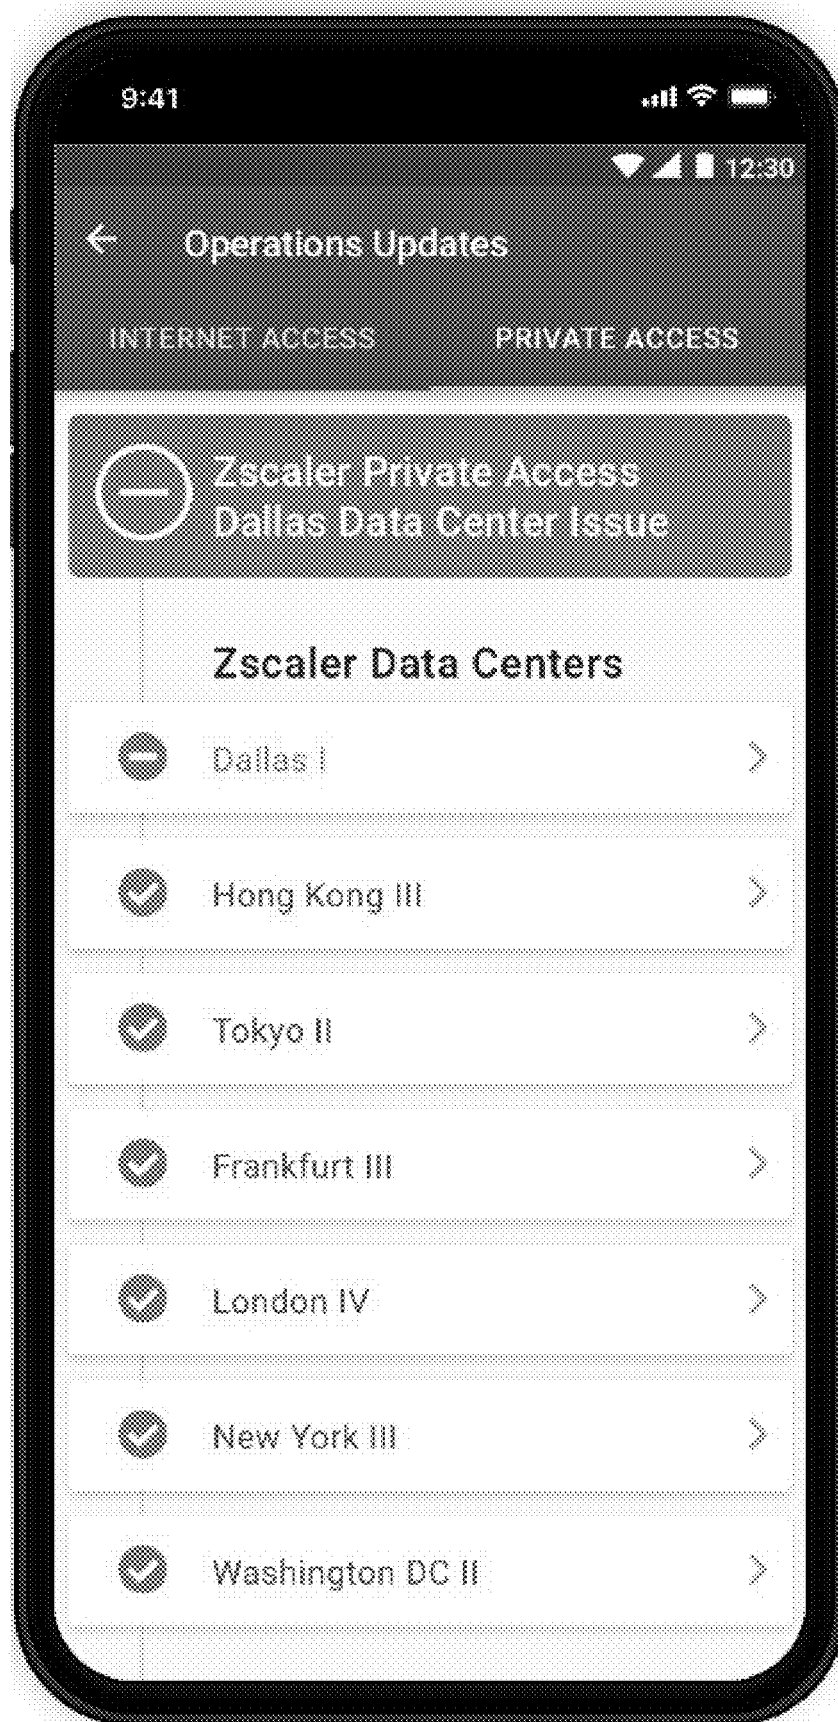 9:41
12:30
Operations Updates
INTERNET ACCESS PRIVATE ACCESS
Zscaler Private Access
Dallas Data Center Issue
Zscaler Data Centers
Dallas I
Hong Kong III
Tokyo II
Frankfurt III
London IV
New York III
Washington DC II